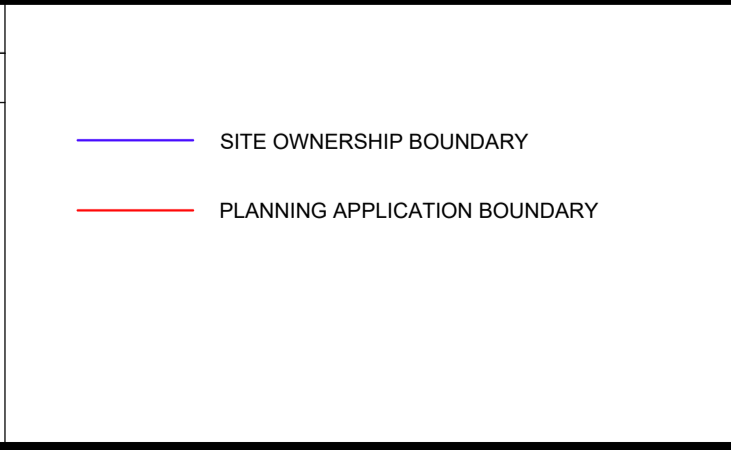 SITE OWNERSHIP BOUNDARY
PLANNING APPLICATION BOUNDARY